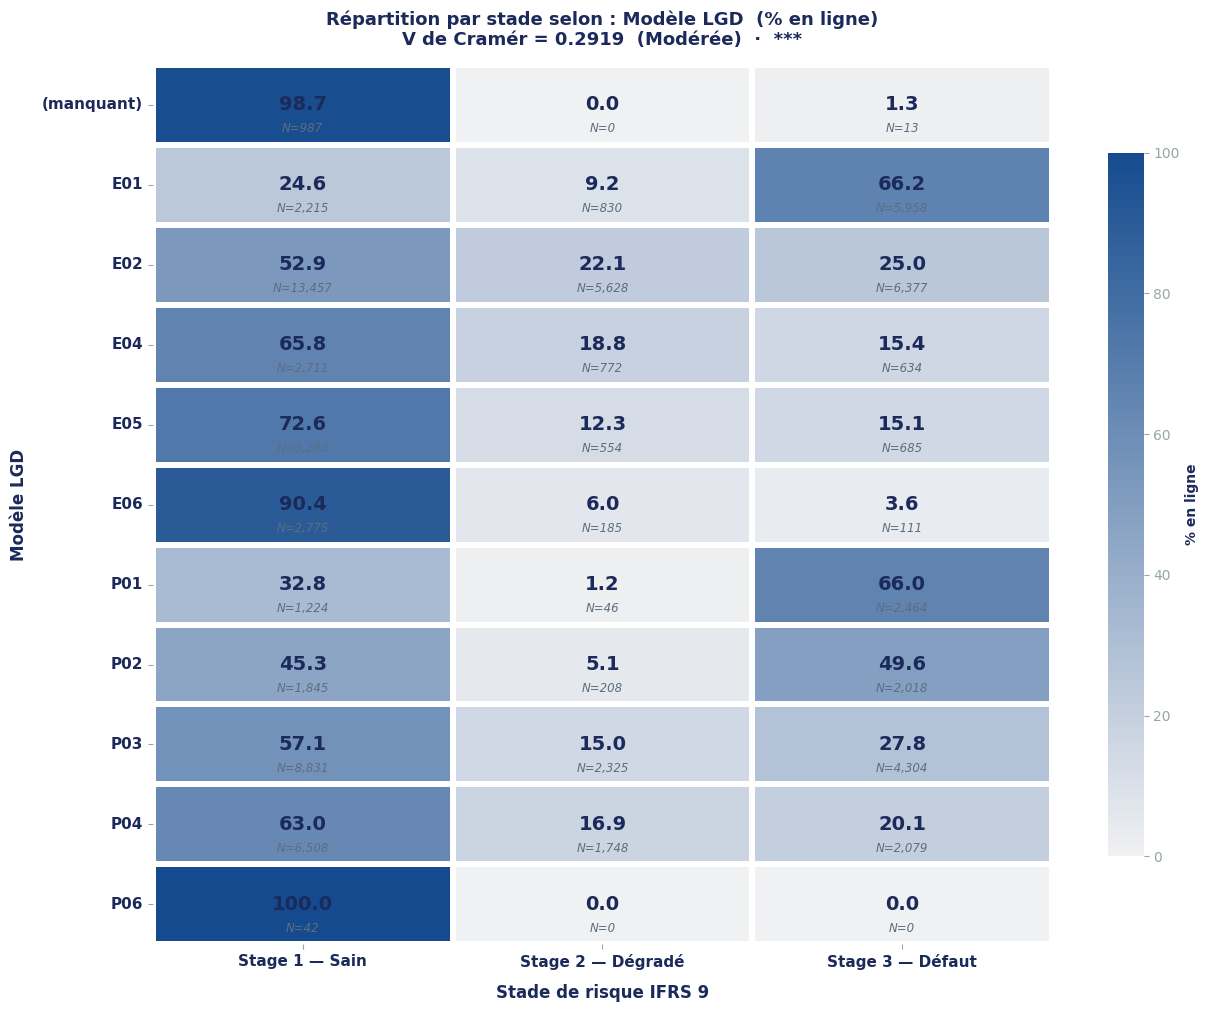 Répartition par stade selon : Modèle LGD (% en ligne)
V de Cramér = 0.2919 (Modérée) · ***
(manquant) 98.7 0.0 1.3
N=987 N=0 N=13
E01 24.6 9.2 66.2
N=2,215 N=830 N=5,958
E02 52.9 22.1 25.0
N=13,457 N=5,628 N=6,377
E04 65.8 18.8 15.4
N=2,711 N=772 N=634
E05 72.6 12.3 15.1
N=3,283 N=554 N=685
E06 90.4 6.0 3.6
N=2,775 N=185 N=111
P01 32.8 1.2 66.0
N=1,224 N=46 N=2,464
P02 45.3 5.1 49.6
N=1,845 N=208 N=2,018
P03 57.1 15.0 27.8
N=8,831 N=2,325 N=4,304
P04 63.0 16.9 20.1
N=6,508 N=1,748 N=2,079
P06 100.0 0.0 0.0
N=42 N=0 N=0
Stage 1 — Sain Stage 2 — Dégradé Stage 3 — Défaut
Stade de risque IFRS 9
Modèle LGD
100
80
60
40
20
0
% en ligne